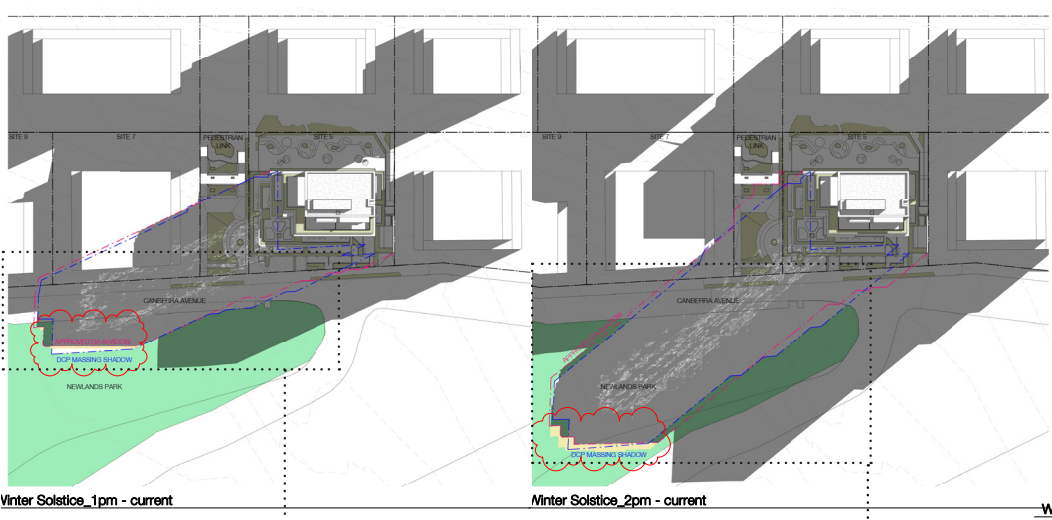 SITE 9
SITE 7
PEDESTRIAN
LINK
SITE 5
CANBERRA AVENUE
APPROVED DA SHADOW
DCP MASSING SHADOW
NEWLANDS PARK
Winter Solstice_1pm - current
SITE 9
SITE 7
PEDESTRIAN
LINK
SITE 5
CANBERRA AVENUE
NEWLANDS PARK
DCP MASSING SHADOW
Winter Solstice_2pm - current
W